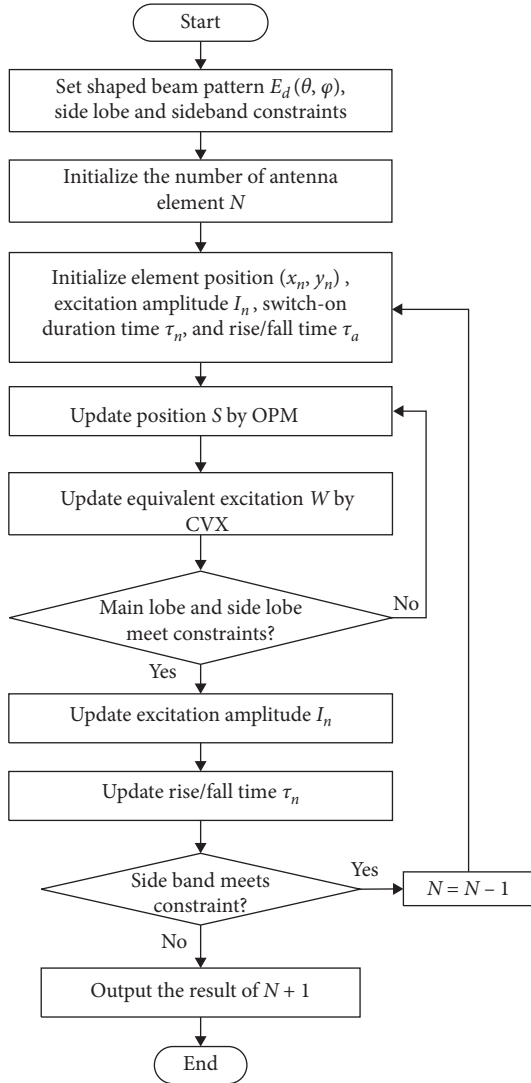 Start
Set shaped beam pattern E_d (θ, φ),
side lobe and sideband constraints
Initialize the number of antenna
element N
Initialize element position (x_n, y_n) ,
excitation amplitude I_n , switch-on
duration time τ_n, and rise/fall time τ_a
Update position S by OPM
Update equivalent excitation W by
CVX
Main lobe and side lobe
meet constraints?
No
Yes
Update excitation amplitude I_n
Update rise/fall time τ_n
Side band meets
constraint?
Yes
N = N – 1
No
Output the result of N + 1
End